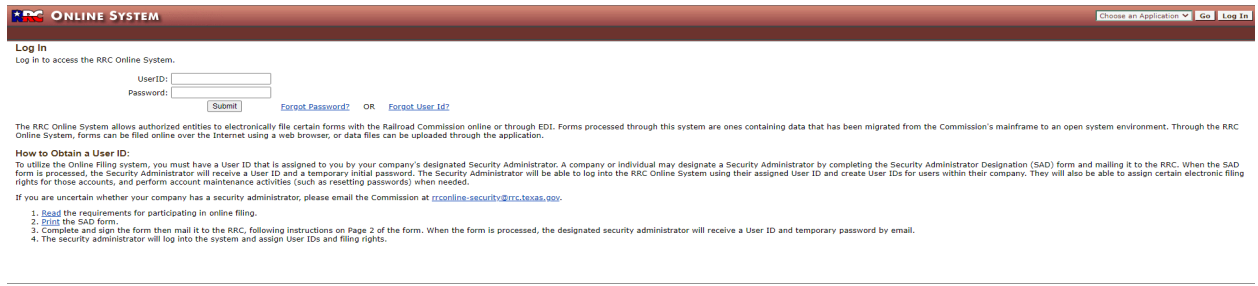 RRC ONLINE SYSTEM
Choose an Application Go Log In
Log In
Log in to access the RRC Online System.
UserID:
Password:
Submit Forgot Password? OR Forgot User Id?
The RRC Online System allows authorized entities to electronically file certain forms with the Railroad Commission online or through EDI. Forms processed through this system are ones containing data that has been migrated from the Commission's mainframe to an open system environment. Through the RRC
Online System, forms can be filed online over the Internet using a web browser, or data files can be uploaded through the application.
How to Obtain a User ID:
To utilize the Online Filing system, you must have a User ID that is assigned to you by your company's designated Security Administrator. A company or individual may designate a Security Administrator by completing the Security Administrator Designation (SAD) form and mailing it to the RRC. When the SAD
form is processed, the Security Administrator will receive a User ID and a temporary initial password. The Security Administrator will be able to log into the RRC Online System using their assigned User ID and create User IDs for users within their company. They will also be able to assign certain electronic filing
rights for those accounts, and perform account maintenance activities (such as resetting passwords) when needed.
If you are uncertain whether your company has a security administrator, please email the Commission at rrconline-security@rrc.texas.gov.
1. Read the requirements for participating in online filing.
2. Print the SAD form.
3. Complete and sign the form then mail it to the RRC, following instructions on Page 2 of the form. When the form is processed, the designated security administrator will receive a User ID and temporary password by email.
4. The security administrator will log into the system and assign User IDs and filing rights.